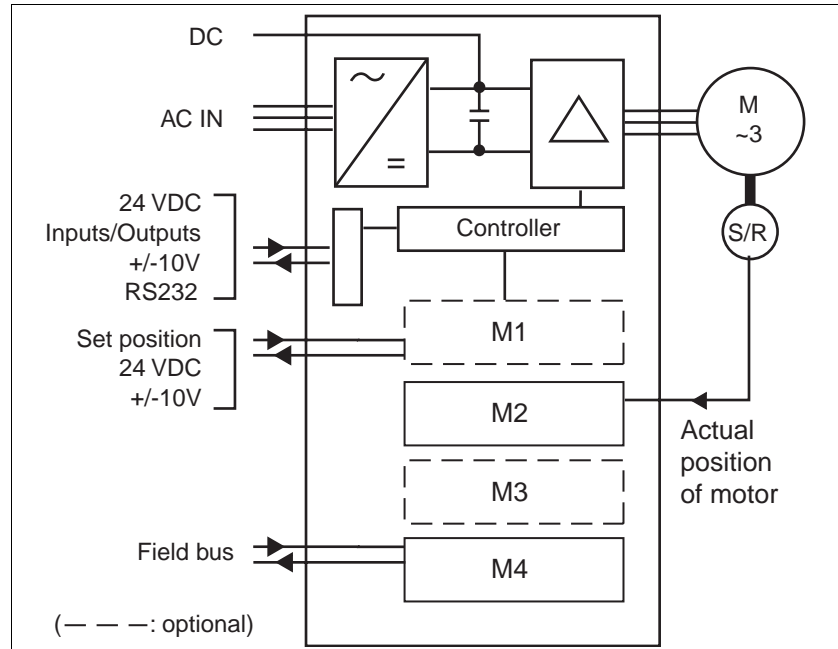 DC
AC IN
~
=
M
~3
S/R
24 VDC
Inputs/Outputs
+/-10V
RS232
Controller
Set position
24 VDC
+/-10V
M1
M2
Actual
position
of motor
M3
Field bus
M4
(— — —: optional)